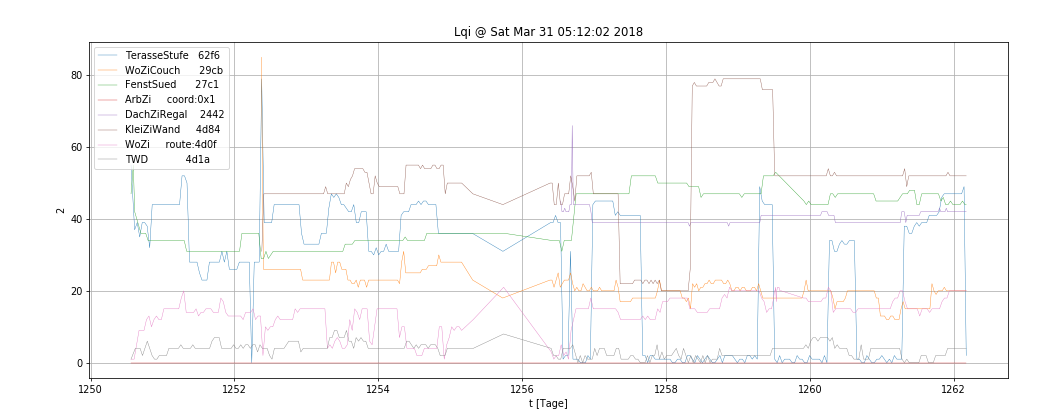 Lqi @ Sat Mar 31 05:12:02 2018
TerasseStufe 62f6
WoZiCouch 29cb
FenstSued 27c1
ArbZi coord:0x1
DachZiRegal 2442
KleiZiWand 4d84
WoZi route:4d0f
TWD 4d1a
80
60
40
20
0
2
1250 1252 1254 1256 1258 1260 1262
t [Tage]